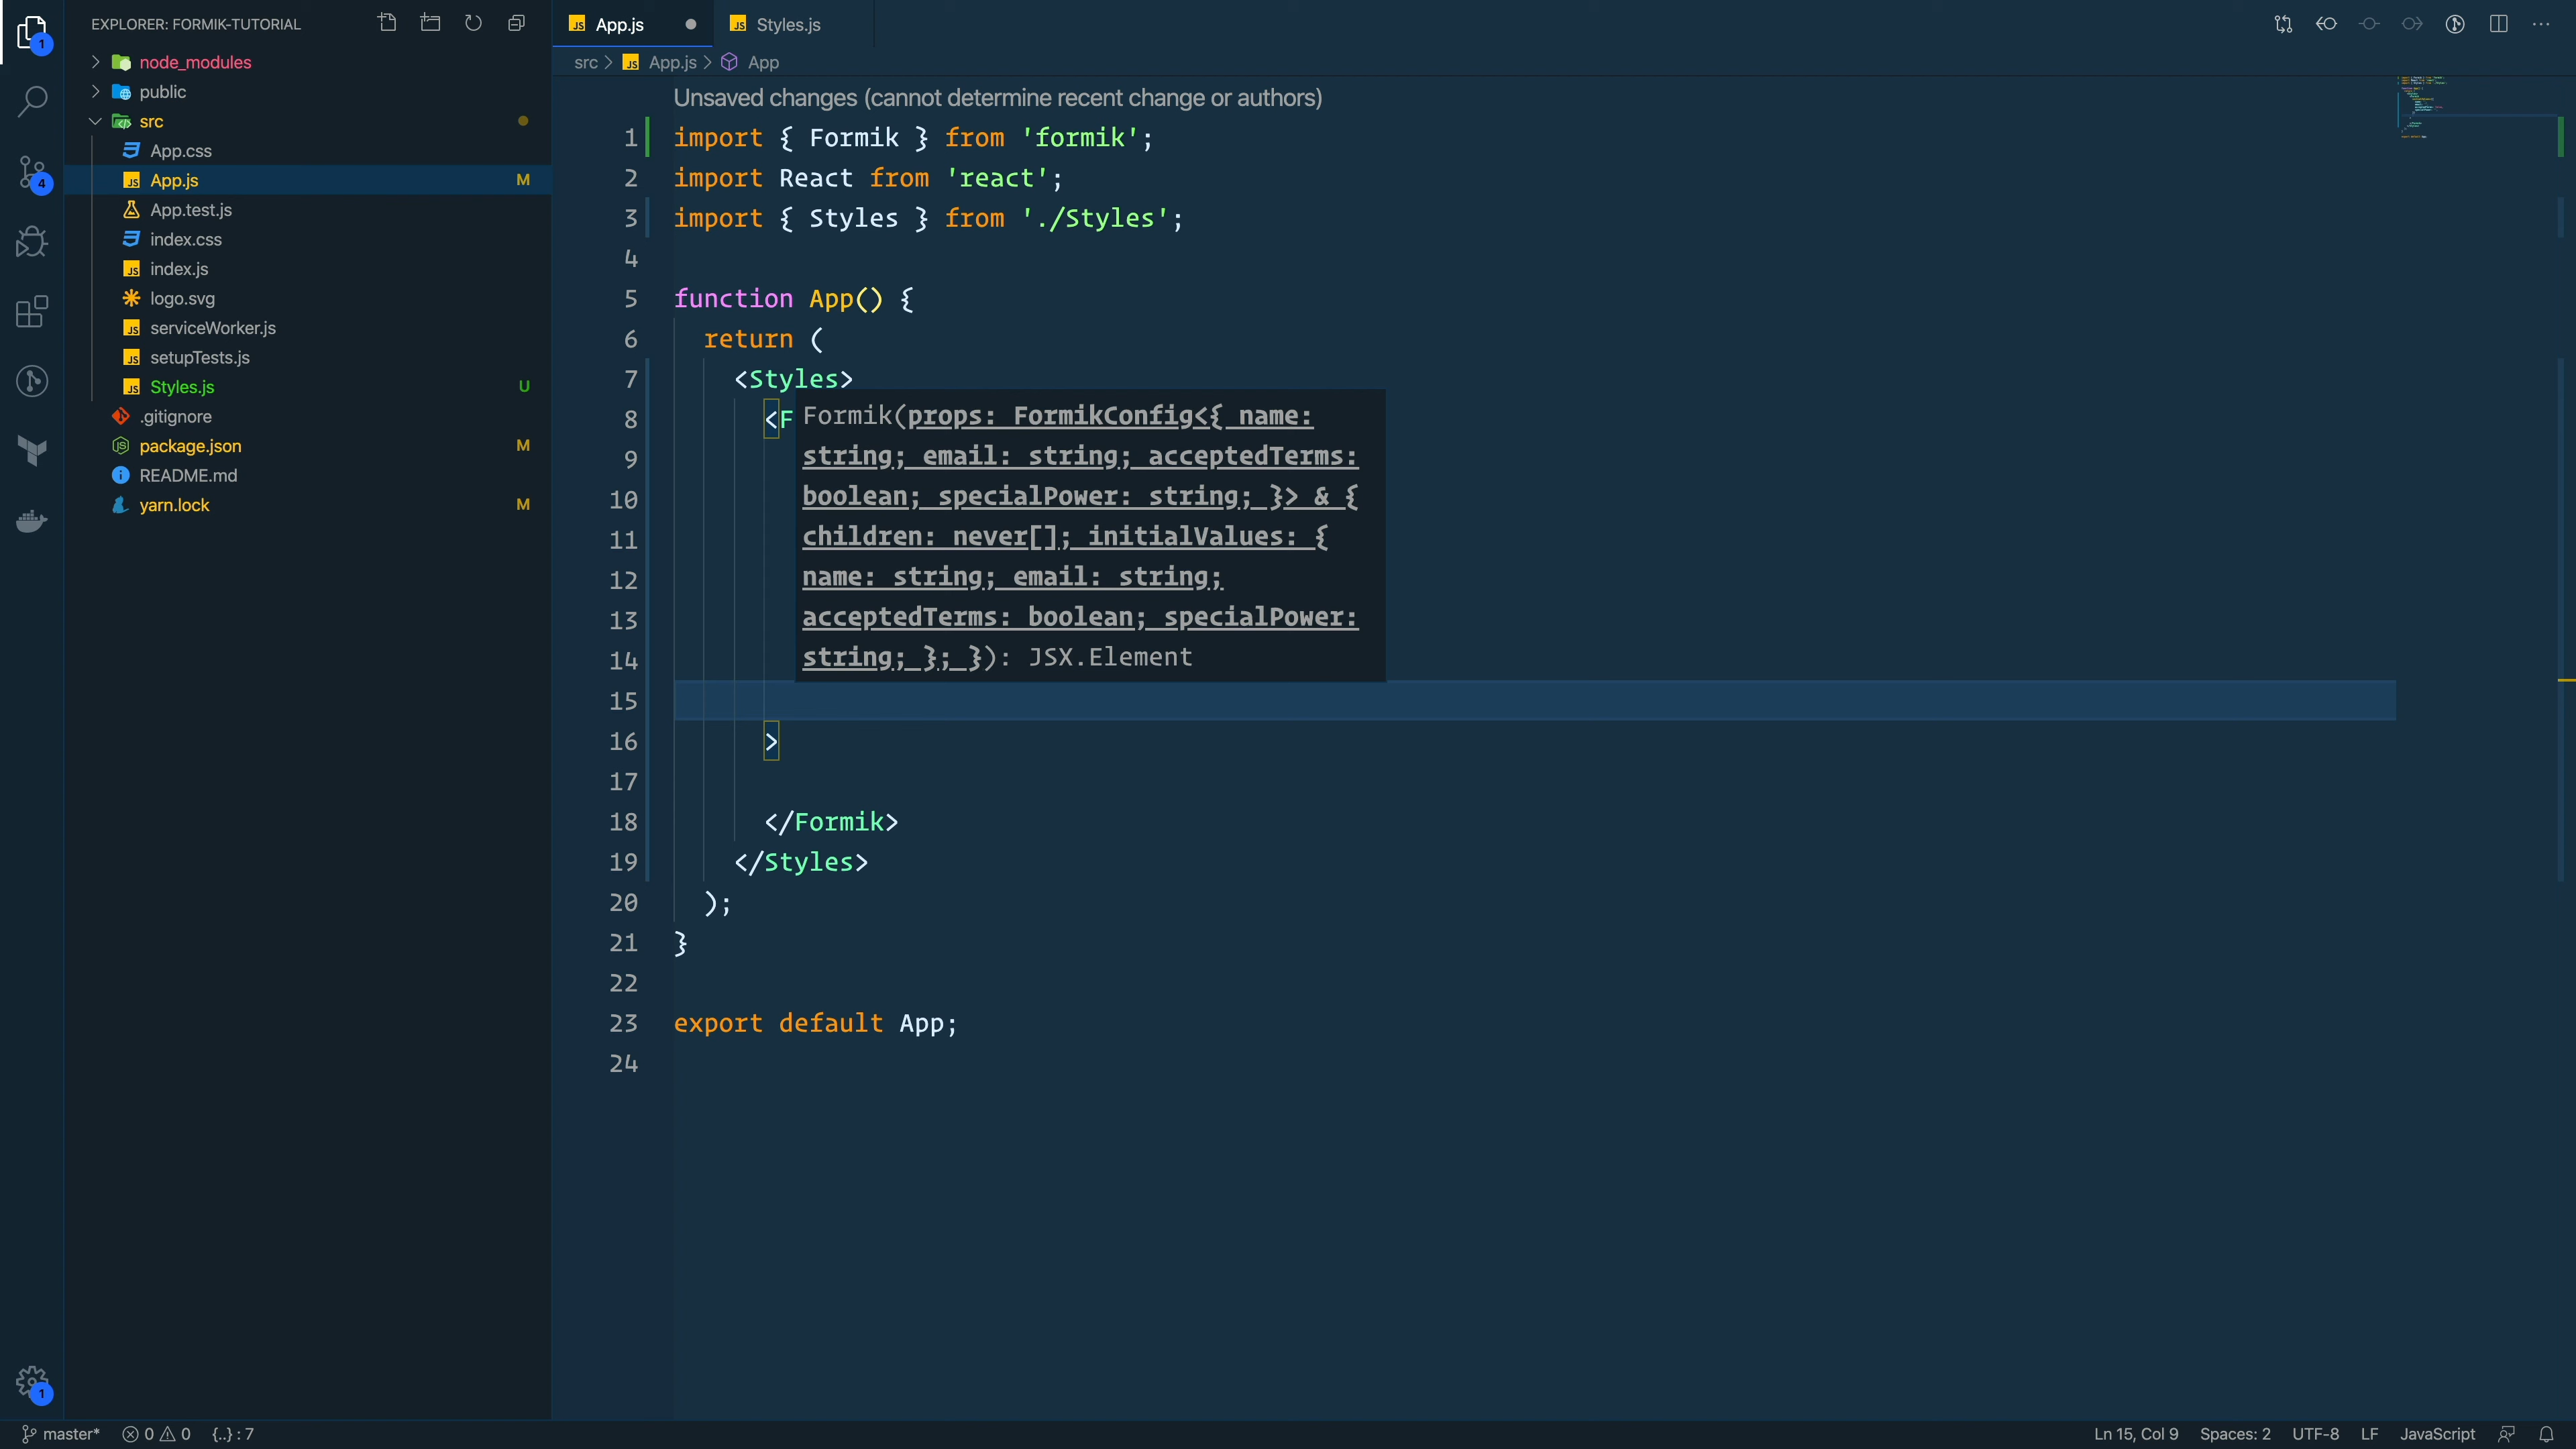 EXPLORER: FORMIK-TUTORIAL
node_modules
public
src
App.css
App.js M
App.test.js
index.css
index.js
logo.svg
serviceWorker.js
setupTests.js
Styles.js U
.gitignore
package.json M
README.md
yarn.lock M
1
4
1
App.js
Styles.js
src > JS App.js > App
Unsaved changes (cannot determine recent change or authors)
1 import { Formik } from 'formik';
2 import React from 'react';
3 import { Styles } from './Styles';
4
5 function App() {
6 return (
7 <Styles>
8 <F
9
10
11
12
13
14
15
16 >
17
18 </Formik>
19 </Styles>
20 );
21 }
22
23 export default App;
24
Formik(props: FormikConfig<{ name:
string; email: string; acceptedTerms:
boolean; specialPower: string; }> & {
children: never[]; initialValues: {
name: string; email: string;
acceptedTerms: boolean; specialPower:
string; }; }): JSX.Element
master* 0 0 {..} : 7
Ln 15, Col 9 Spaces: 2 UTF-8 LF JavaScript